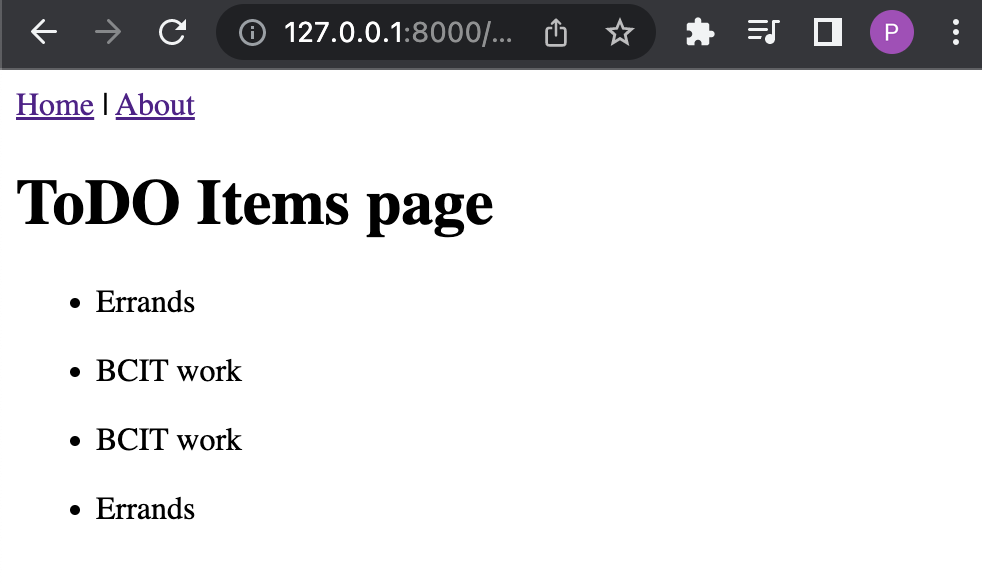 127.0.0.1:8000/...
P
Home | About
ToDO Items page
Errands
BCIT work
BCIT work
Errands